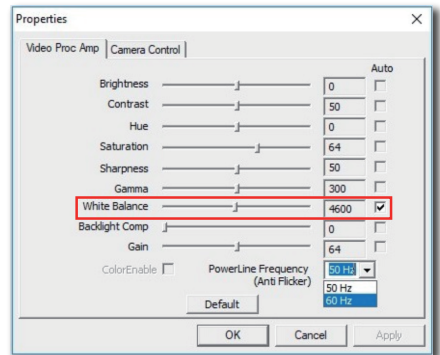 Properties
Video Proc Amp Camera Control
Auto
Brightness 0
Contrast 50
Hue 0
Saturation 64
Sharpness 50
Gamma 300
White Balance 4600
Backlight Comp 0
Gain 64
ColorEnable PowerLine Frequency 50 Hz
(Anti Flicker)
50 Hz
60 Hz
Default
OK Cancel Apply